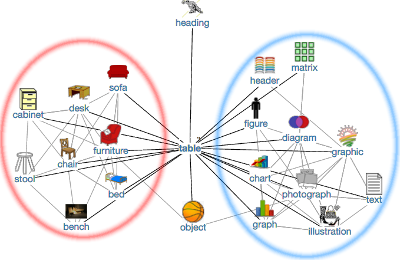 heading
sofa
header
matrix
cabinet
desk
figure
diagram
furniture
table
graphic
stool
chair
chart
bed
photograph
text
bench
object
graph
illustration